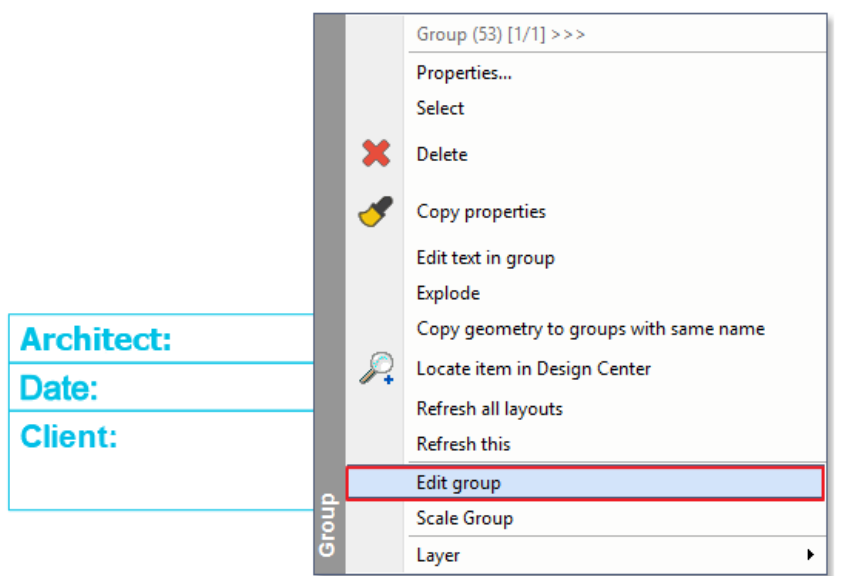 Group (53) [1/1] >>>
Properties...
Select
Delete
Copy properties
Edit text in group
Explode
Copy geometry to groups with same name
Locate item in Design Center
Refresh all layouts
Refresh this
Edit group
Scale Group
Layer
Group
Architect:
Date:
Client: